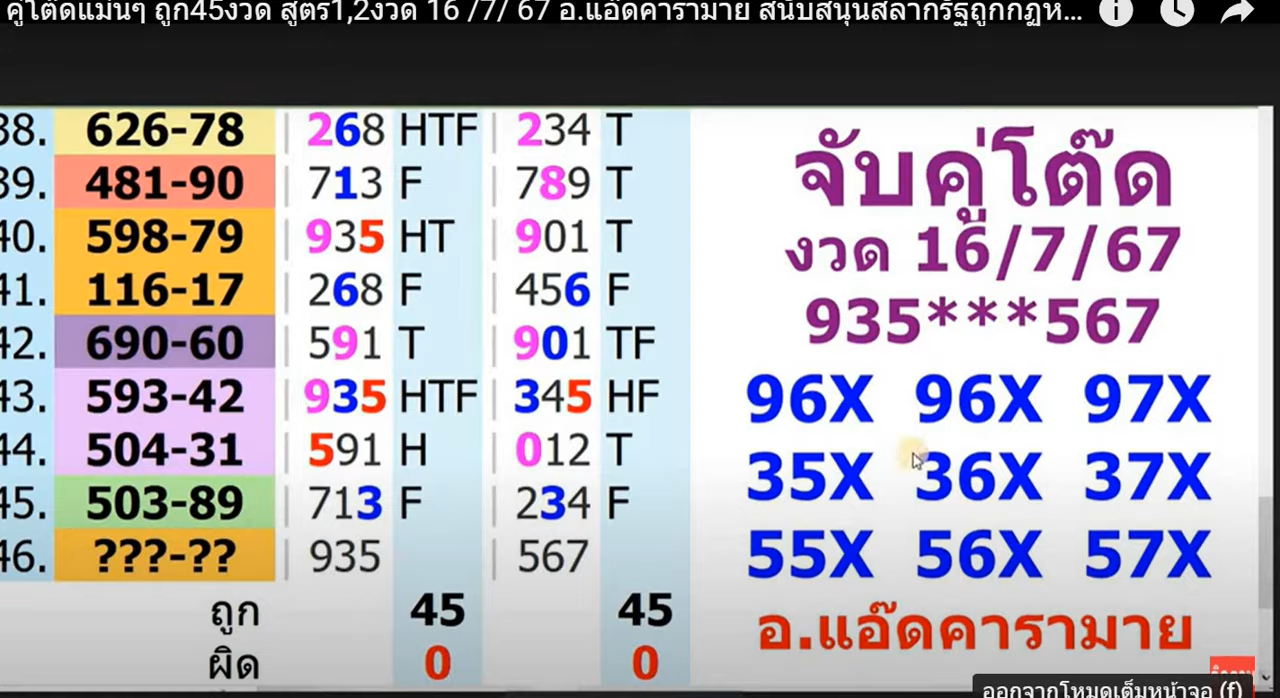 คู่โต๊ดแม่นๆ ถูก45งวด สูตร1,2งวด 16 /7/ 67 อ.แอ๊ดคารามาย สนับสนุนสลากรัฐถูกกฎห...
38. 626-78 | 268 HTF | 234 T
39. 481-90 | 713 F | 789 T
40. 598-79 | 935 HT | 901 T
41. 116-17 | 268 F | 456 F
42. 690-60 | 591 T | 901 TF
43. 593-42 | 935 HTF | 345 HF
44. 504-31 | 591 H | 012 T
45. 503-89 | 713 F | 234 F
46. ???-?? | 935 | 567
ถูก 45 45
ผิด 0 0
จับคู่โต๊ด
งวด 16/7/67
935***567
96X 96X 97X
35X 36X 37X
55X 56X 57X
อ.แอ๊ดคารามาย
ออกจากโหมดเต็มหน้าจอ (f)